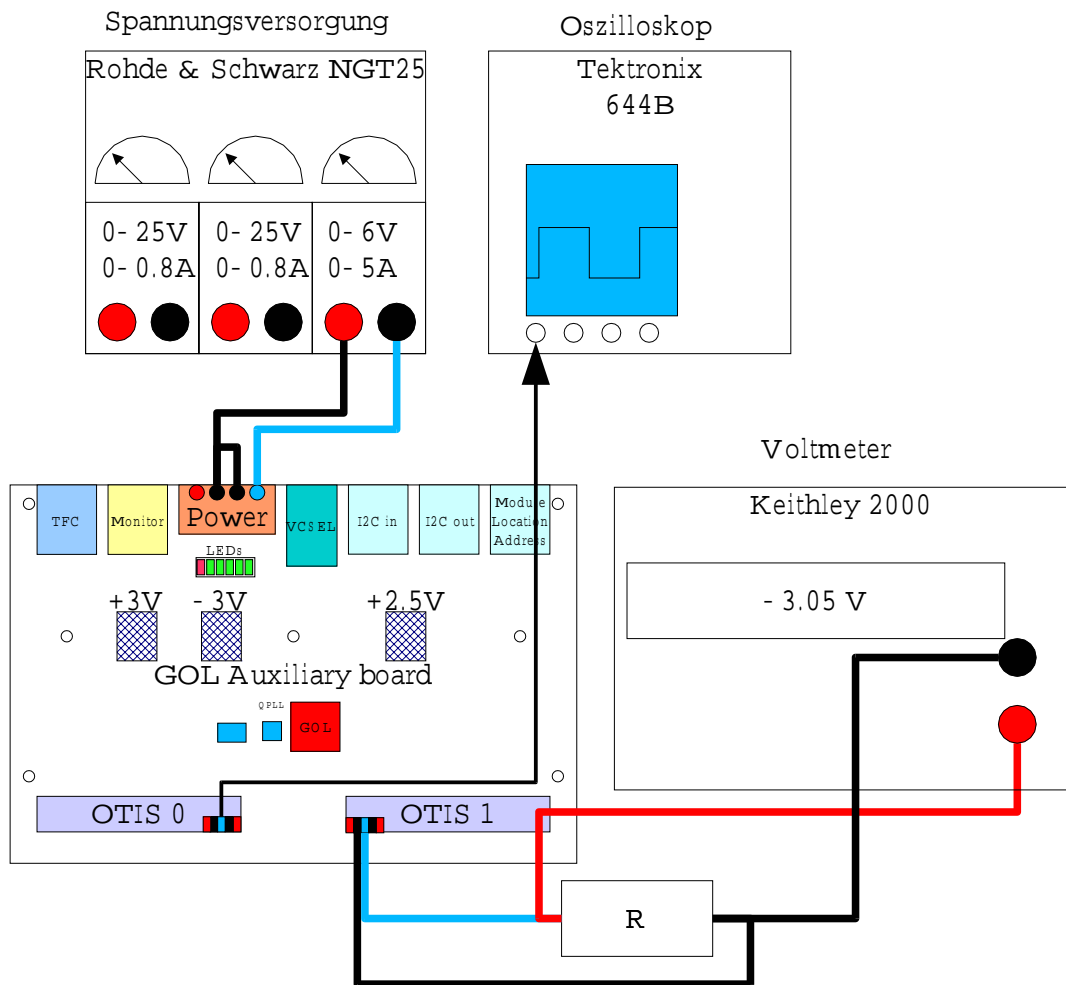 Spannungsversorgung
Oszilloskop
Rohde & Schwarz NGT25
Tektronix
644B
0- 25V
0- 0.8A
0- 25V
0- 0.8A
0- 6V
0- 5A
Voltmeter
Keithley 2000
- 3.05 V
TFC
Monitor
Power
VCSEL
I2C in
I2C out
Module
Location
Address
LEDs
+3V
- 3V
+2.5V
GOL Auxiliary board
QPLL
GOL
OTIS 0
OTIS 1
R